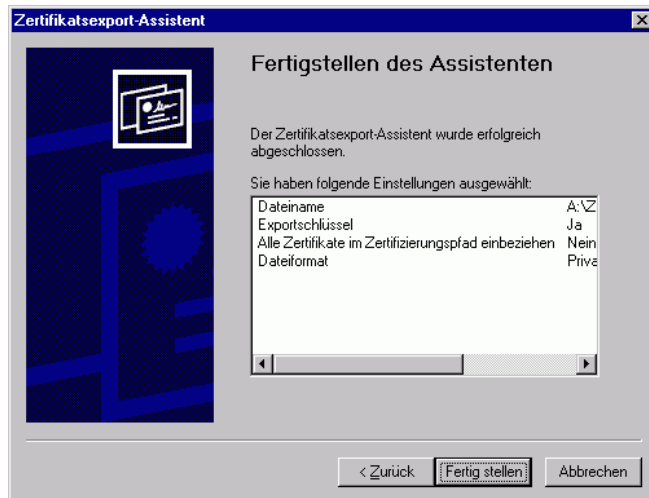 Zertifikatsexport-Assistent
Fertigstellen des Assistenten
Der Zertifikatsexport-Assistent wurde erfolgreich
abgeschlossen.
Sie haben folgende Einstellungen ausgewählt:
Dateiname A:\Z
Exportschlüssel Ja
Alle Zertifikate im Zertifizierungspfad einbeziehen Nein
Dateiformat Priva
< Zurück Fertig stellen Abbrechen